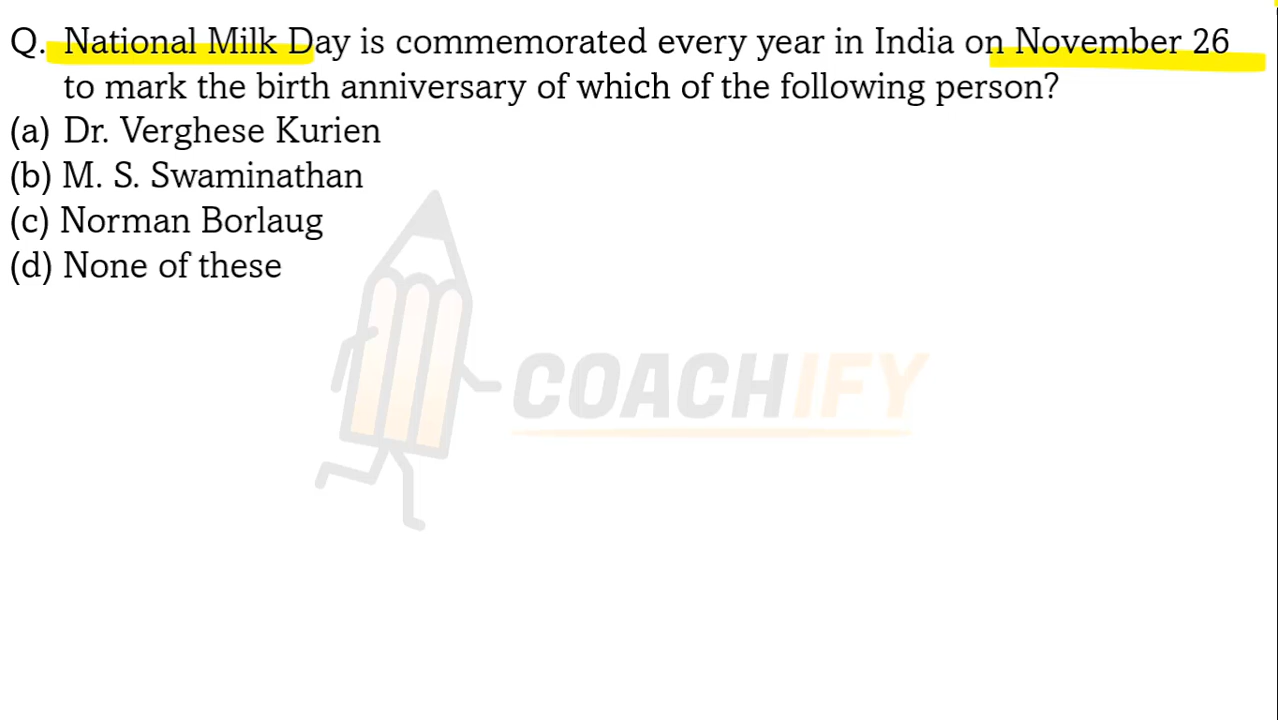 Q. National Milk Day is commemorated every year in India on November 26
to mark the birth anniversary of which of the following person?
(a) Dr. Verghese Kurien
(b) M. S. Swaminathan
(c) Norman Borlaug
(d) None of these
COACHIFY